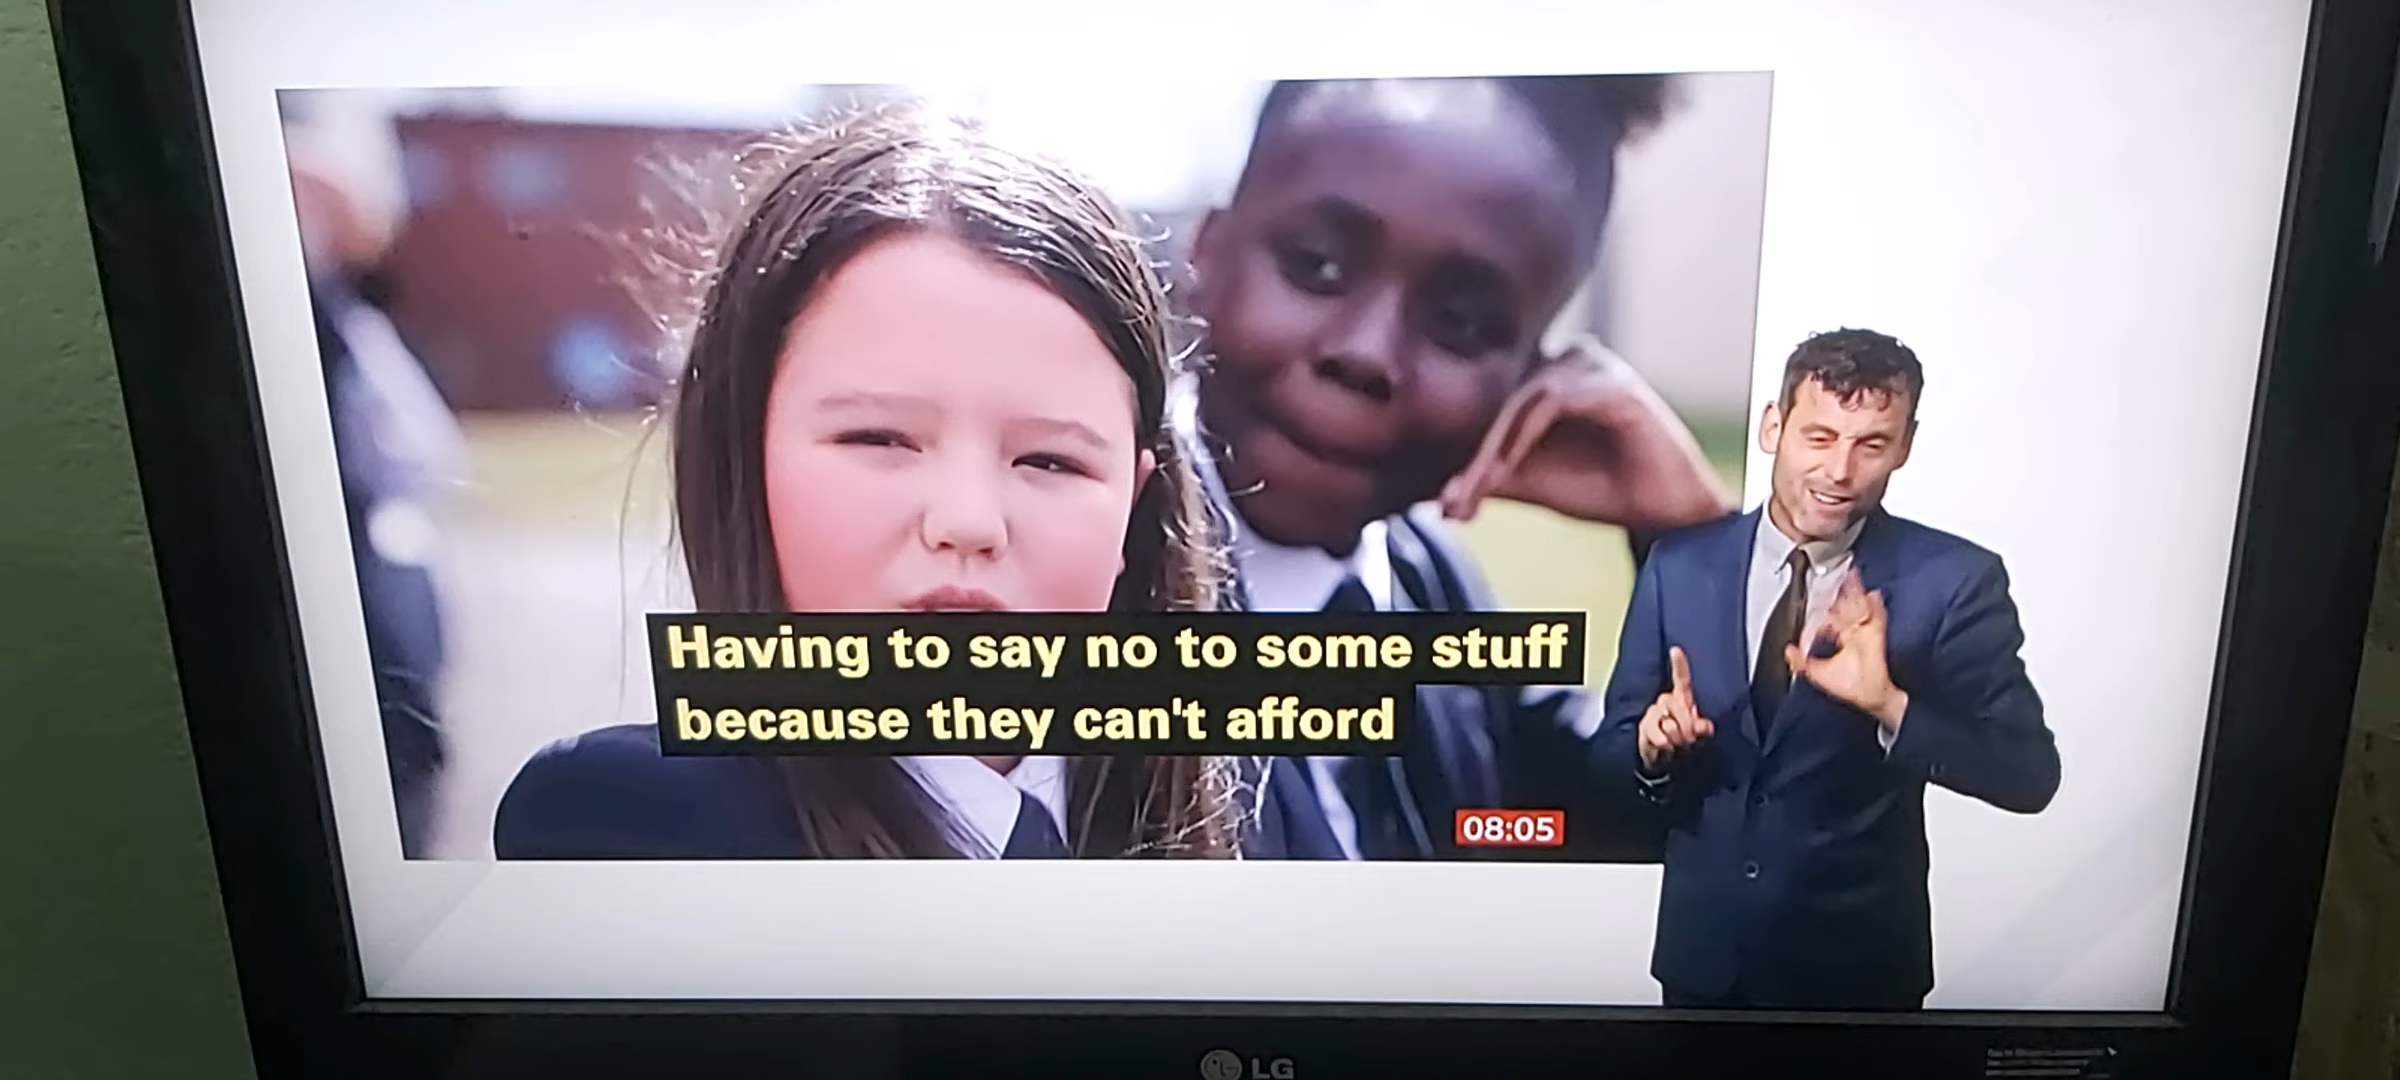 Having to say no to some stuff
because they can't afford
08:05
LG